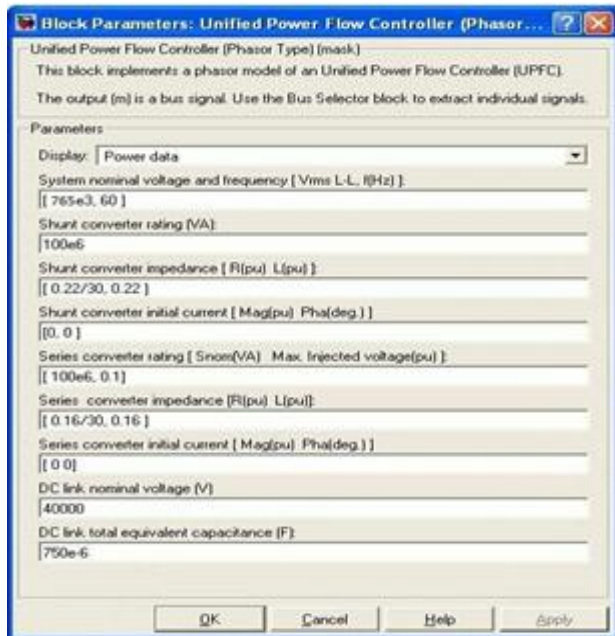 Block Parameters: Unified Power Flow Controller (Phasor...
Unified Power Flow Controller (Phasor Type) (mask)
This block implements a phasor model of an Unified Power Flow Controller (UPFC).
The output (m) is a bus signal. Use the Bus Selector block to extract individual signals.
Parameters
Display: Power data
System nominal voltage and frequency [ Vrms L-L, f(Hz) ]:
[ 765e3, 60 ]
Shunt converter rating (VA):
100e6
Shunt converter impedance [ R(pu) L(pu) ]:
[ 0.22/30, 0.22 ]
Shunt converter initial current [ Mag(pu) Pha(deg.) ]
[0, 0 ]
Series converter rating [ Snom(VA) Max. Injected voltage(pu) ]:
[ 100e6, 0.1]
Series converter impedance [R(pu) L(pu)]:
[ 0.16/30, 0.16 ]
Series converter initial current [ Mag(pu) Pha(deg.) ]
[ 0 0]
DC link nominal voltage (V)
40000
DC link total equivalent capacitance (F):
750e-6
OK Cancel Help Apply